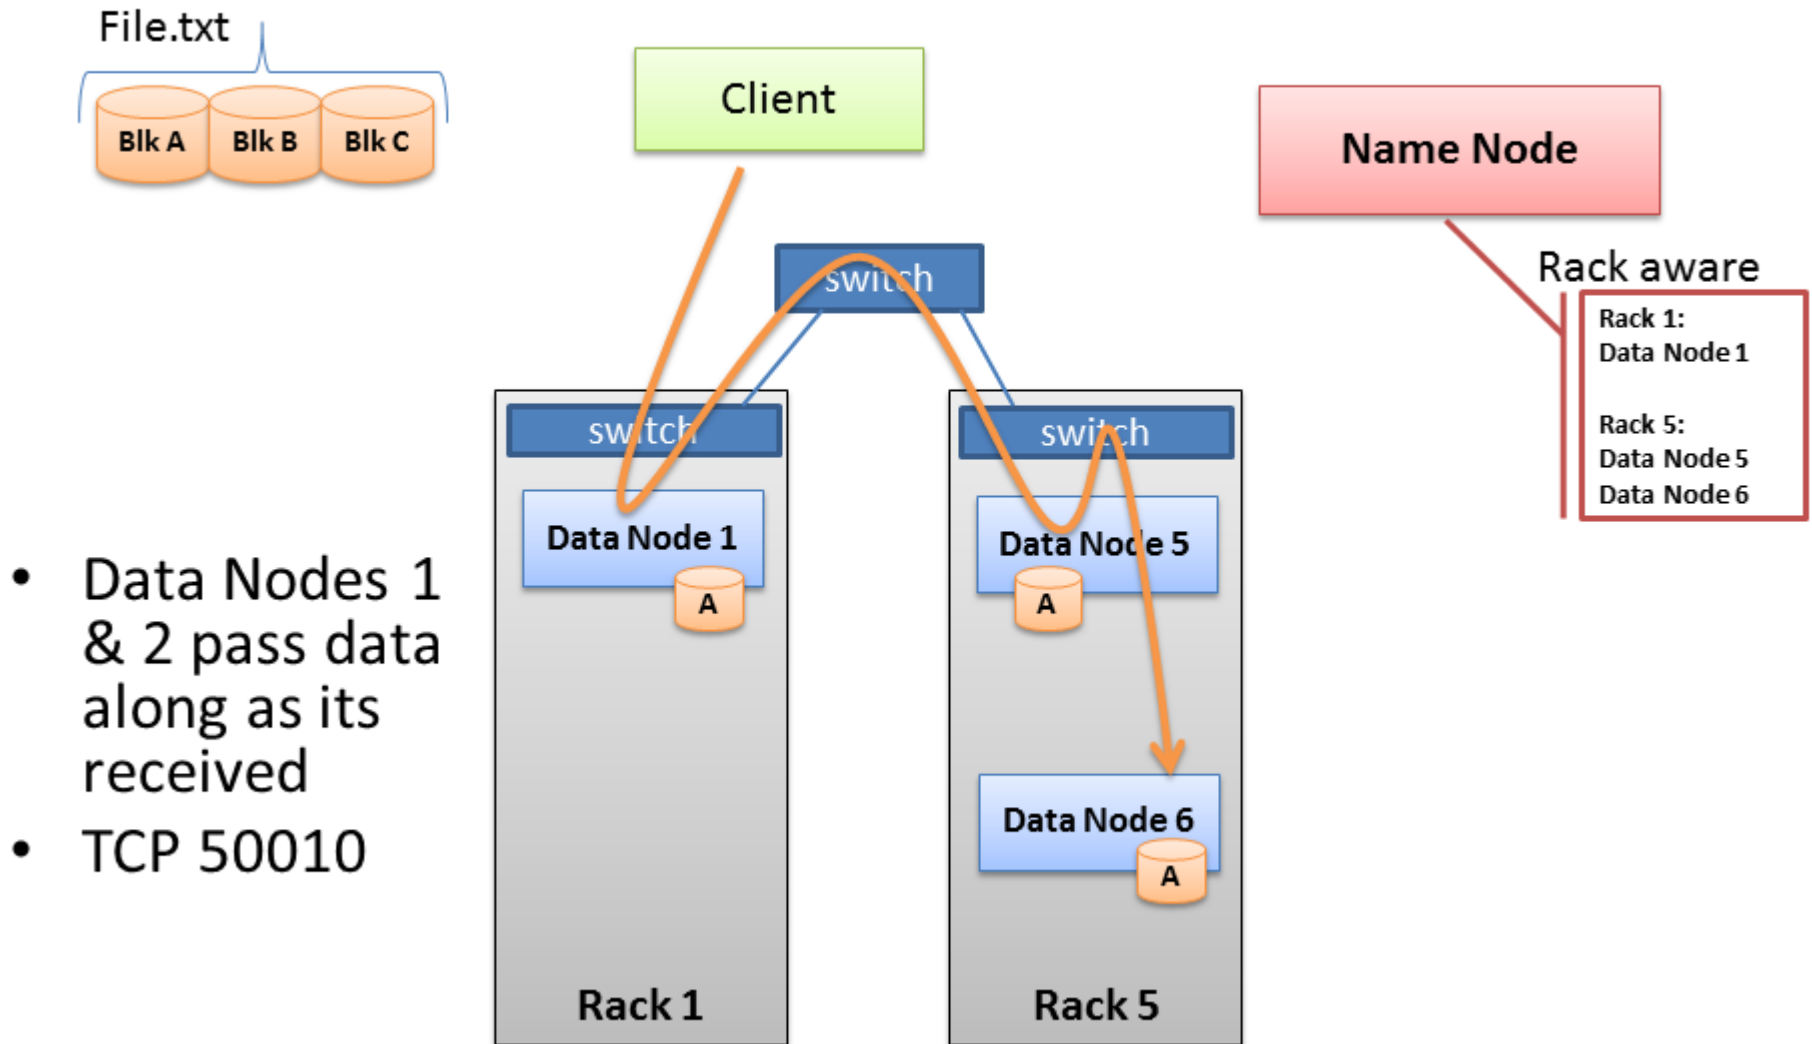 File.txt
Blk A
Blk B
Blk C
Client
Name Node
switch
Rack aware
Rack 1:
Data Node 1
Rack 5:
Data Node 5
Data Node 6
switch
switch
Data Node 1
A
Data Node 5
A
Data Node 6
A
Rack 1
Rack 5
• Data Nodes 1
& 2 pass data
along as its
received
• TCP 50010